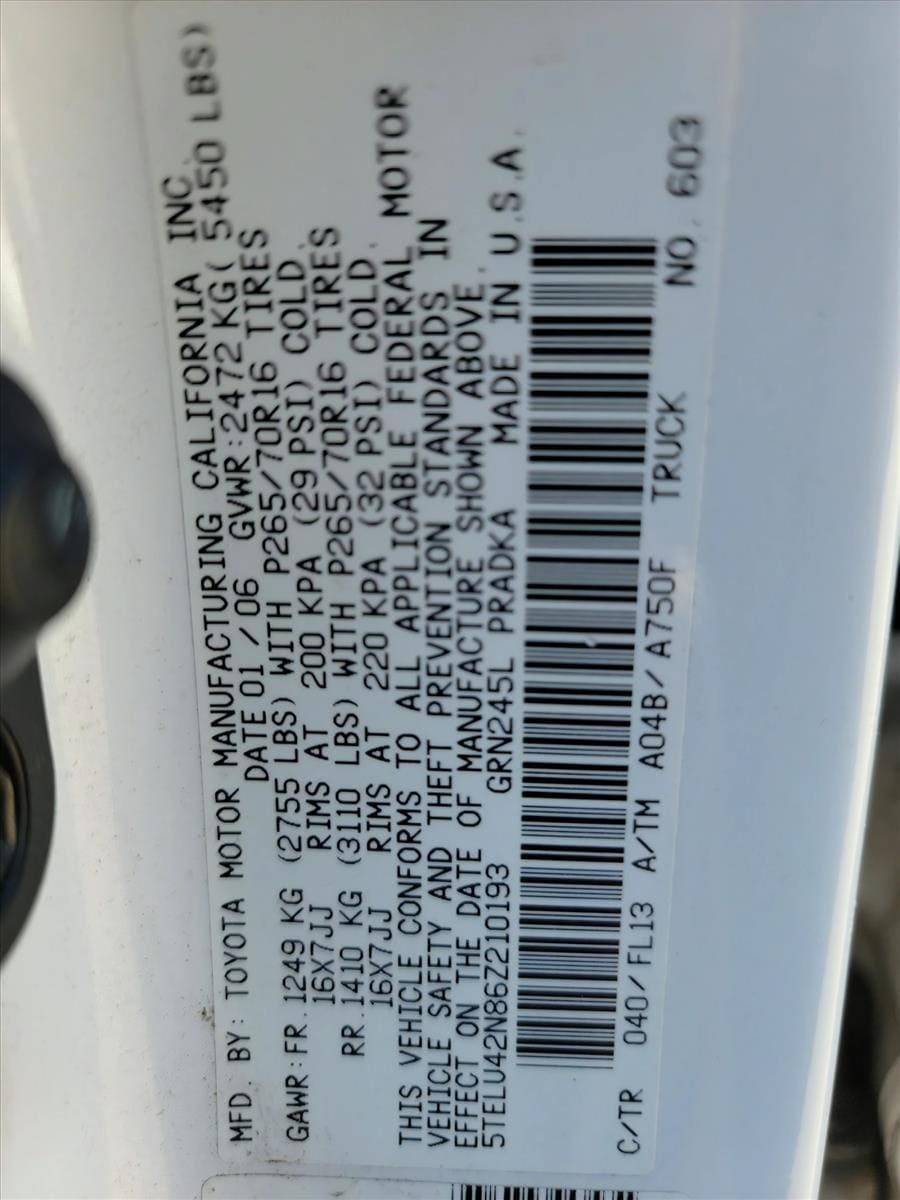 MFD. BY: TOYOTA MOTOR MANUFACTURING CALIFORNIA INC.
DATE 01 / 06 GVWR: 2472 KG( 5450 LBS)
GAWR: FR. 1249 KG (2755 LBS) WITH P265/70R16 TIRES
16X7JJ RIMS AT 200 KPA (29 PSI) COLD.
RR. 1410 KG (3110 LBS) WITH P265/70R16 TIRES
16X7JJ RIMS AT 220 KPA (32 PSI) COLD.
THIS VEHICLE CONFORMS TO ALL APPLICABLE FEDERAL MOTOR
VEHICLE SAFETY AND THEFT PREVENTION STANDARDS IN
EFFECT ON THE DATE OF MANUFACTURE SHOWN ABOVE.
5TELU42N86Z210193 GRN245L PRADKA MADE IN U.S.A.
C/TR 040/FL13 A/TM A04B/A750F TRUCK NO. 603